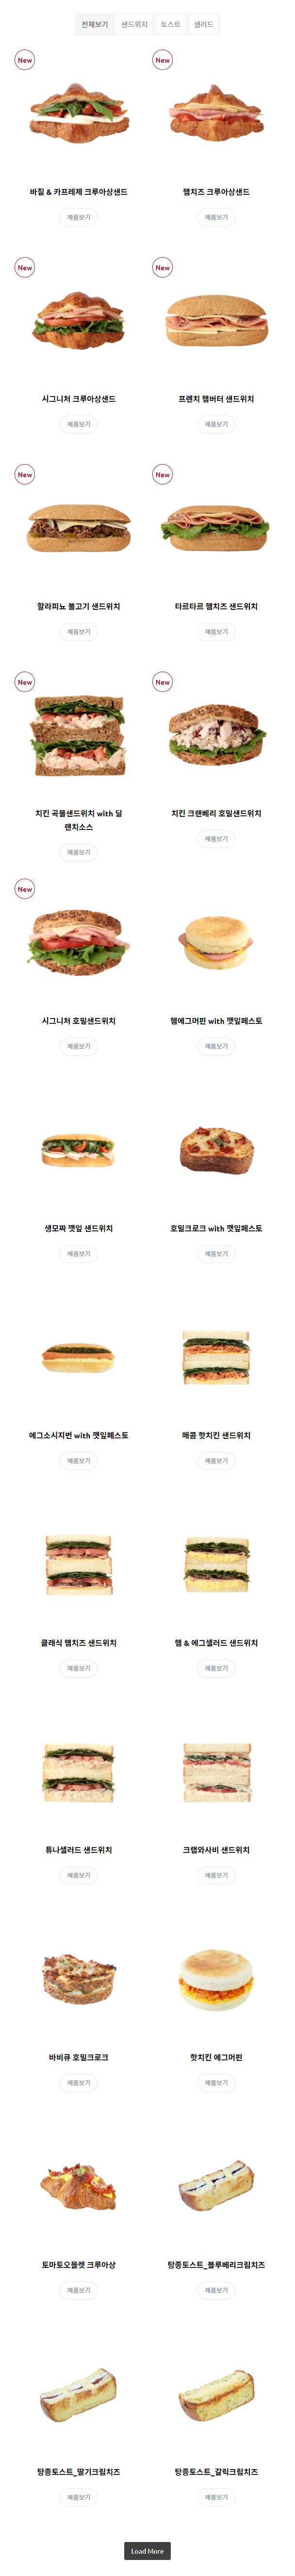 전체보기 샌드위치 토스트 샐러드
New New
바질 & 카프레제 크루아상샌드 햄치즈 크루아상샌드
제품보기 제품보기
New New
시그니처 크루아상샌드 프렌치 햄버터 샌드위치
제품보기 제품보기
New New
할라피뇨 불고기 샌드위치 타르타르 햄치즈 샌드위치
제품보기 제품보기
New New
치킨 곡물샌드위치 with 딜
랜치소스
제품보기
치킨 크랜베리 호밀샌드위치
제품보기
New
시그니처 호밀샌드위치 햄에그머핀 with 깻잎페스토
제품보기 제품보기
생모짜 깻잎 샌드위치 호밀크로크 with 깻잎페스토
제품보기 제품보기
에그소시지번 with 깻잎페스토 매콤 핫치킨 샌드위치
제품보기 제품보기
클래식 햄치즈 샌드위치 햄 & 에그샐러드 샌드위치
제품보기 제품보기
튜나샐러드 샌드위치 크랩와사비 샌드위치
제품보기 제품보기
바비큐 호밀크로크 핫치킨 에그머핀
제품보기 제품보기
토마토오믈렛 크루아상 탕종토스트_블루베리크림치즈
제품보기 제품보기
탕종토스트_딸기크림치즈 탕종토스트_갈릭크림치즈
제품보기 제품보기
Load More